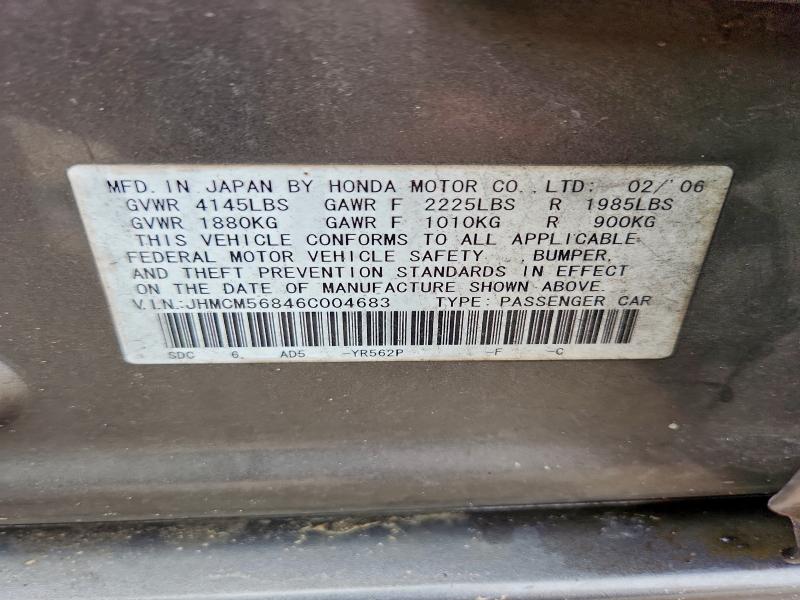 MFD. IN JAPAN BY HONDA MOTOR CO., LTD: 02/'06
GVWR 4145LBS GAWR F 2225LBS R 1985LBS
GVWR 1880KG GAWR F 1010KG R 900KG
THIS VEHICLE CONFORMS TO ALL APPLICABLE
FEDERAL MOTOR VEHICLE SAFETY , BUMPER,
AND THEFT PREVENTION STANDARDS IN EFFECT
ON THE DATE OF MANUFACTURE SHOWN ABOVE.
V.I.N.:JHMCM56846C004683 TYPE: PASSENGER CAR
SDC 6. AD5 -YR562P -F -C